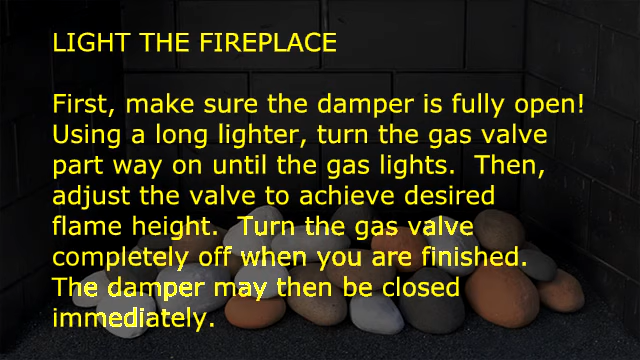 LIGHT THE FIREPLACE
First, make sure the damper is fully open!
Using a long lighter, turn the gas valve
part way on until the gas lights.  Then,
adjust the valve to achieve desired
flame height.  Turn the gas valve
completely off when you are finished.
The damper may then be closed
immediately.